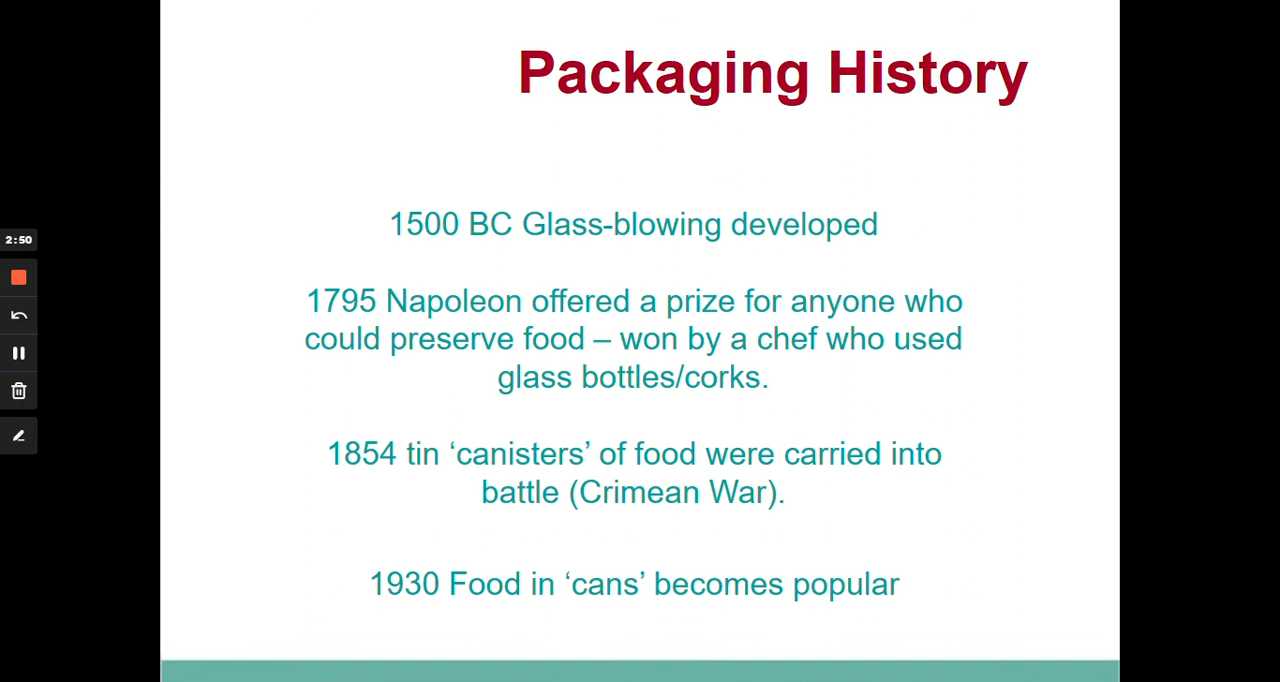 Packaging History
1500 BC Glass-blowing developed
1795 Napoleon offered a prize for anyone who
could preserve food – won by a chef who used
glass bottles/corks.
1854 tin ‘canisters’ of food were carried into
battle (Crimean War).
1930 Food in ‘cans’ becomes popular
2:50